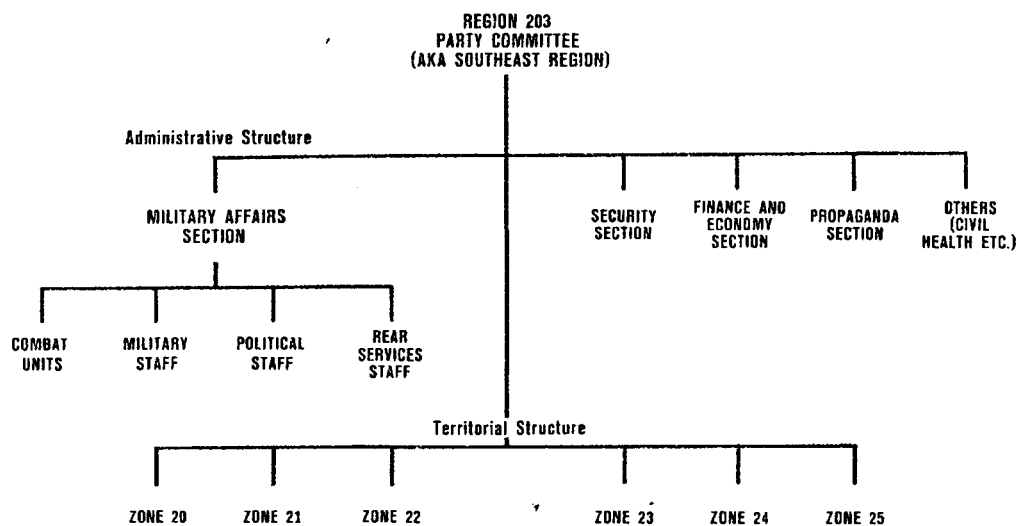 REGION 203
PARTY COMMITTEE
(AKA SOUTHEAST REGION)
Administrative Structure
MILITARY AFFAIRS
SECTION
SECURITY
SECTION
FINANCE AND
ECONOMY
SECTION
PROPAGANDA
SECTION
OTHERS
(CIVIL
HEALTH ETC.)
COMBAT
UNITS
MILITARY
STAFF
POLITICAL
STAFF
REAR
SERVICES
STAFF
Territorial Structure
ZONE 20
ZONE 21
ZONE 22
ZONE 23
ZONE 24
ZONE 25